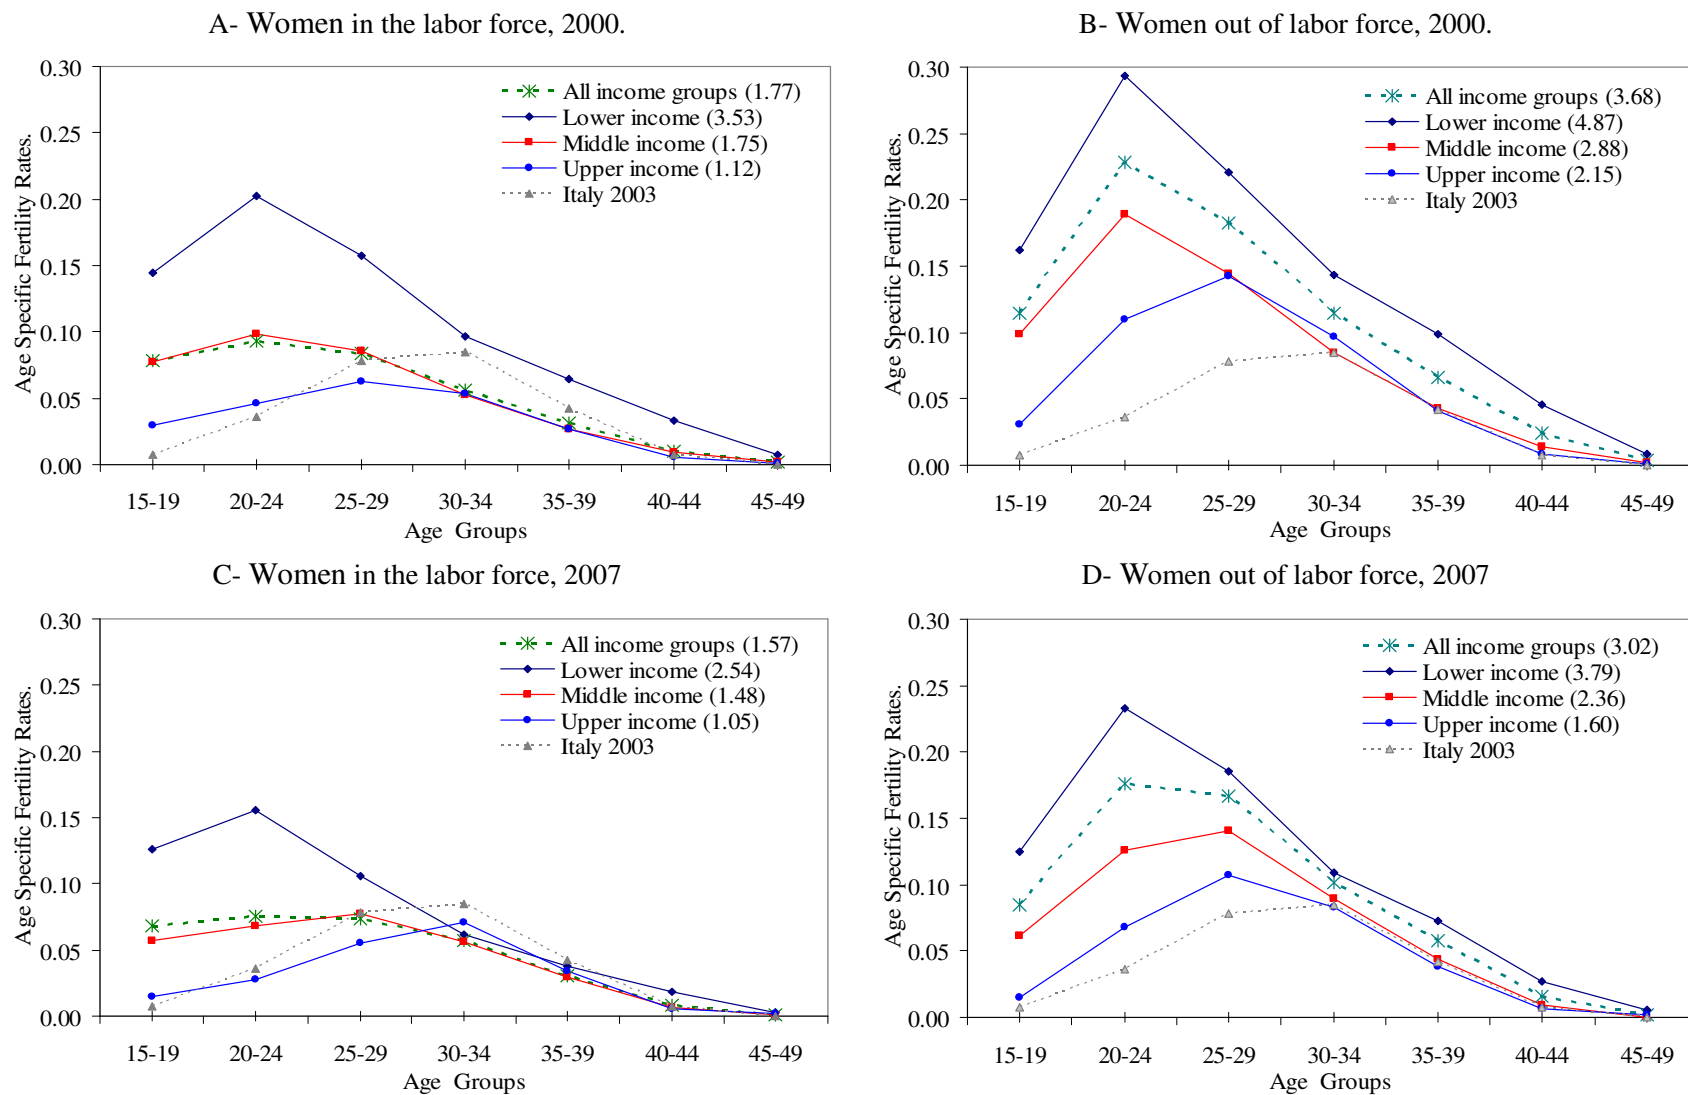 A- Women in the labor force, 2000.
Age Specific Fertility Rates.
0.30
0.25
0.20
0.15
0.10
0.05
0.00
All income groups (1.77)
Lower income (3.53)
Middle income (1.75)
Upper income (1.12)
Italy 2003
15-19 20-24 25-29 30-34 35-39 40-44 45-49
Age Groups
B- Women out of labor force, 2000.
Age Specific Fertility Rates.
0.30
0.25
0.20
0.15
0.10
0.05
0.00
All income groups (3.68)
Lower income (4.87)
Middle income (2.88)
Upper income (2.15)
Italy 2003
15-19 20-24 25-29 30-34 35-39 40-44 45-49
Age Groups
C- Women in the labor force, 2007
Age Specific Fertility Rates.
0.30
0.25
0.20
0.15
0.10
0.05
0.00
All income groups (1.57)
Lower income (2.54)
Middle income (1.48)
Upper income (1.05)
Italy 2003
15-19 20-24 25-29 30-34 35-39 40-44 45-49
Age Groups
D- Women out of labor force, 2007
Age Specific Fertility Rates.
0.30
0.25
0.20
0.15
0.10
0.05
0.00
All income groups (3.02)
Lower income (3.79)
Middle income (2.36)
Upper income (1.60)
Italy 2003
15-19 20-24 25-29 30-34 35-39 40-44 45-49
Age Groups